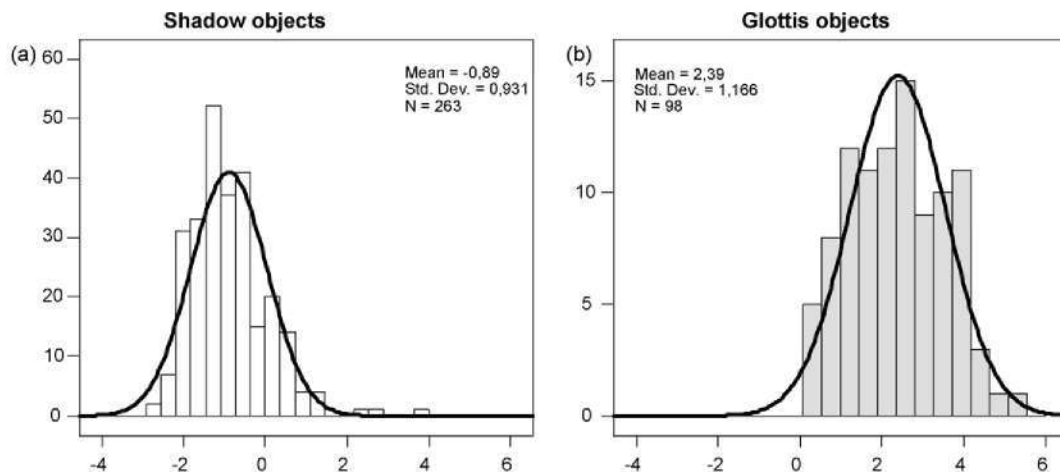 Shadow objects
(a)
60
50
40
30
20
10
0
Mean = -0,89
Std. Dev. = 0,931
N = 263
-4 -2 0 2 4 6
Glottis objects
(b)
15
10
5
0
Mean = 2,39
Std. Dev. = 1,166
N = 98
-4 -2 0 2 4 6